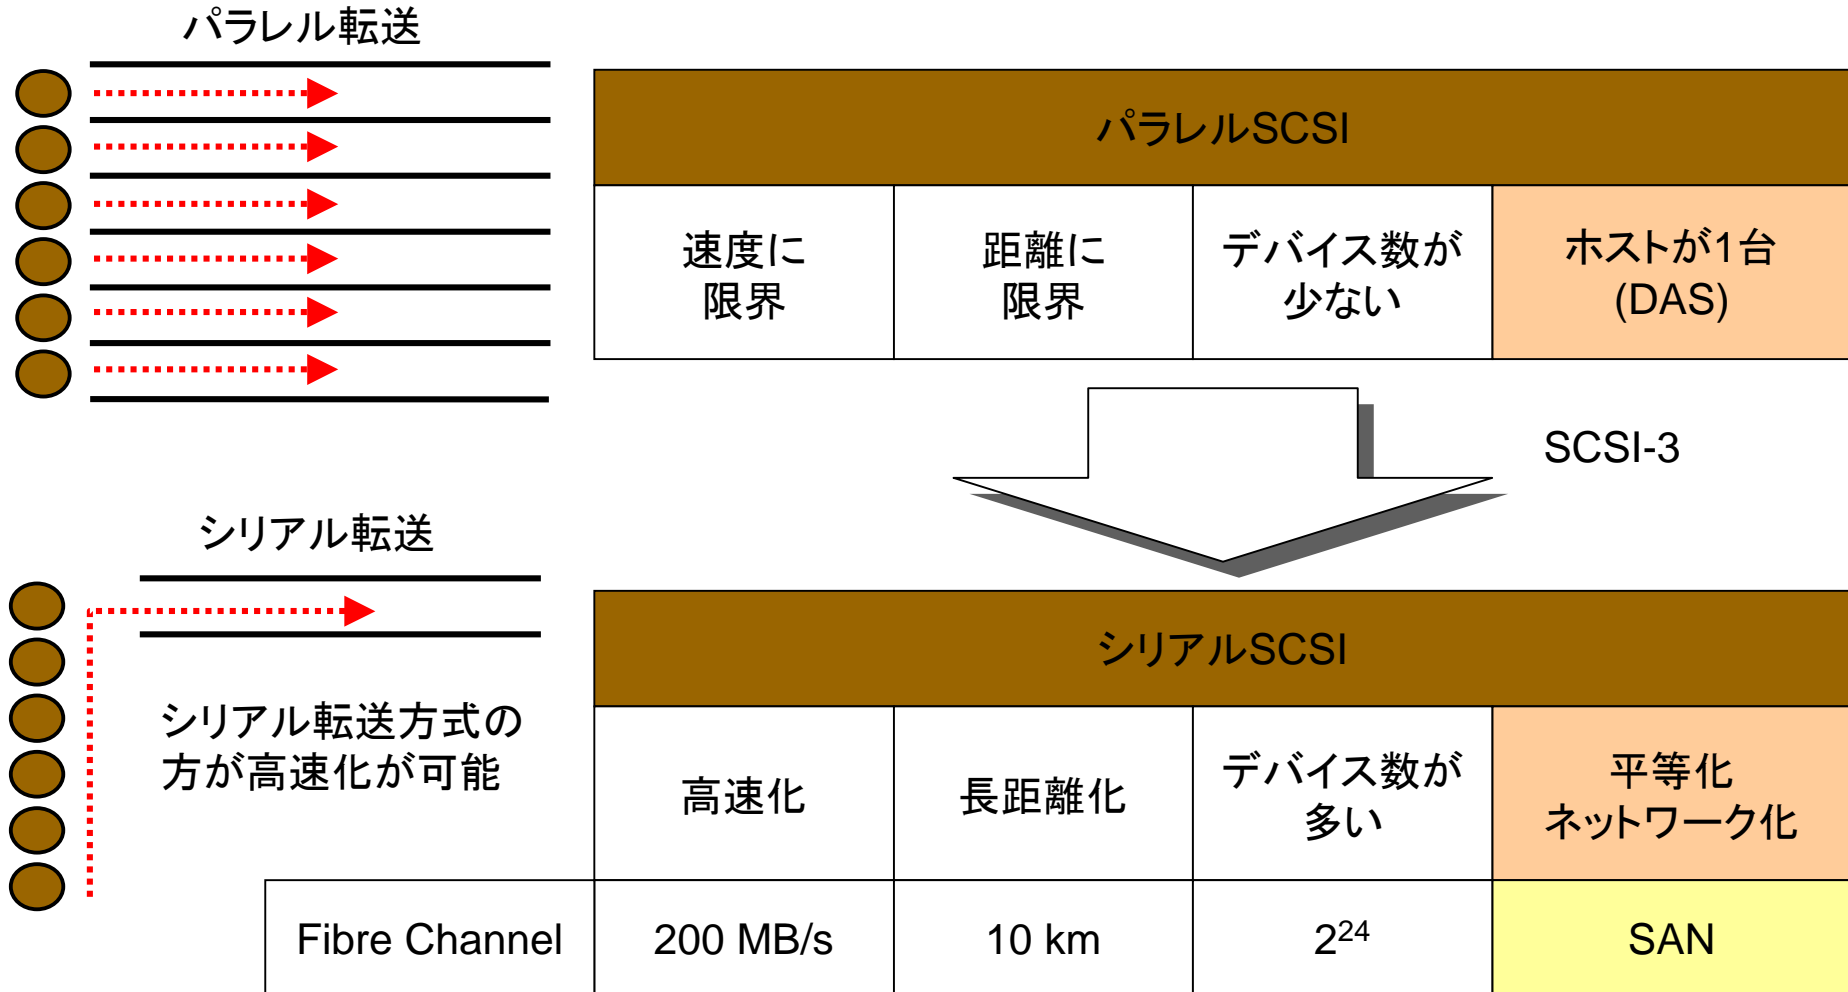 パラレル転送
パラレルSCSI
速度に
限界
距離に
限界
デバイス数が
少ない
ホストが1台
(DAS)
SCSI-3
シリアル転送
シリアル転送方式の
方が高速化が可能
シリアルSCSI
高速化
長距離化
デバイス数が
多い
平等化
ネットワーク化
Fibre Channel
200 MB/s
10 km
2²⁴
SAN